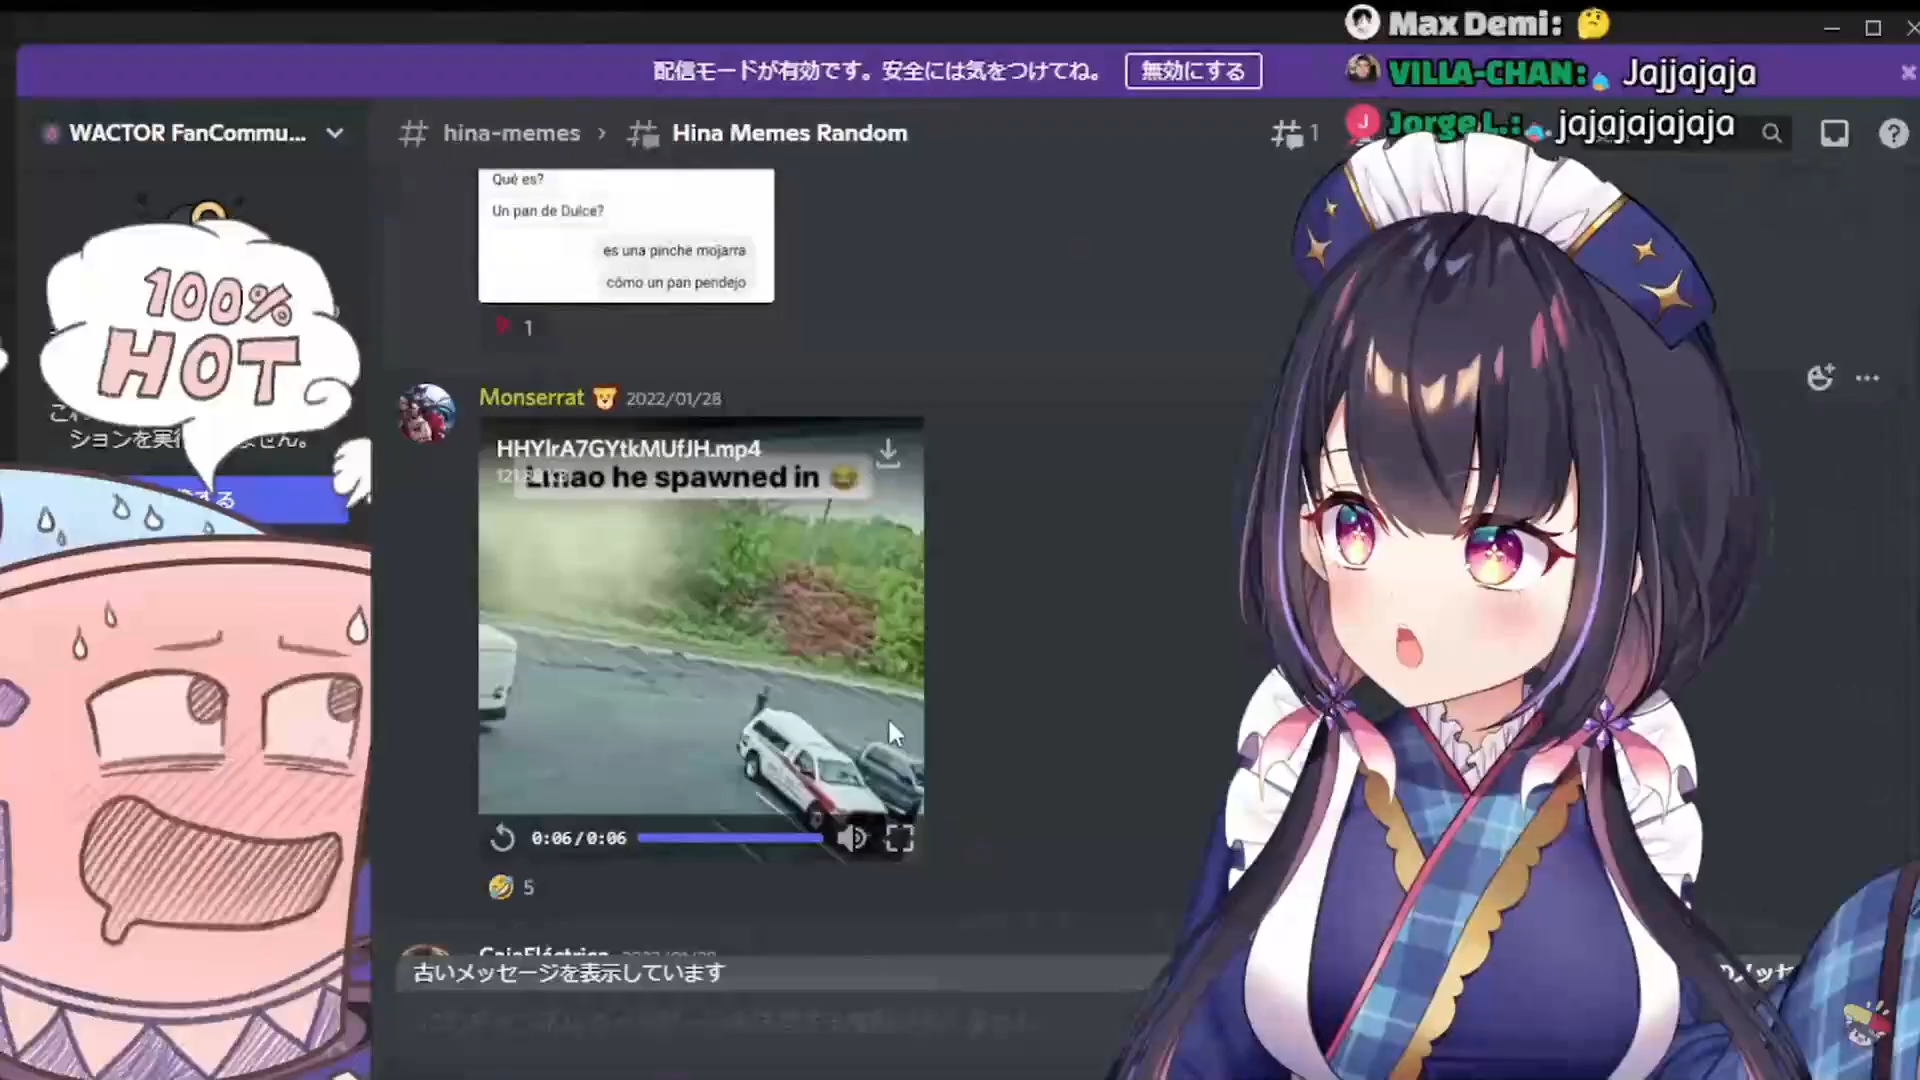 Max Demi: 🤔
配信モードが有効です。安全には気をつけてね。 無効にする
VILLA-CHAN: Jajjajaja
WACTOR FanCommu...
hina-memes › Hina Memes Random
1
Jorge L.: jajajajajaja
Qué es?
Un pan de Dulce?
es una pinche mojarra
cómo un pan pendejo
1
100%
HOT
Monserrat 2022/01/28
HHYlrA7GYtkMUfJH.mp4
Lmao he spawned in 😂
0:06/0:06
🤣 5
CajaEléctrica
古いメッセージを表示しています